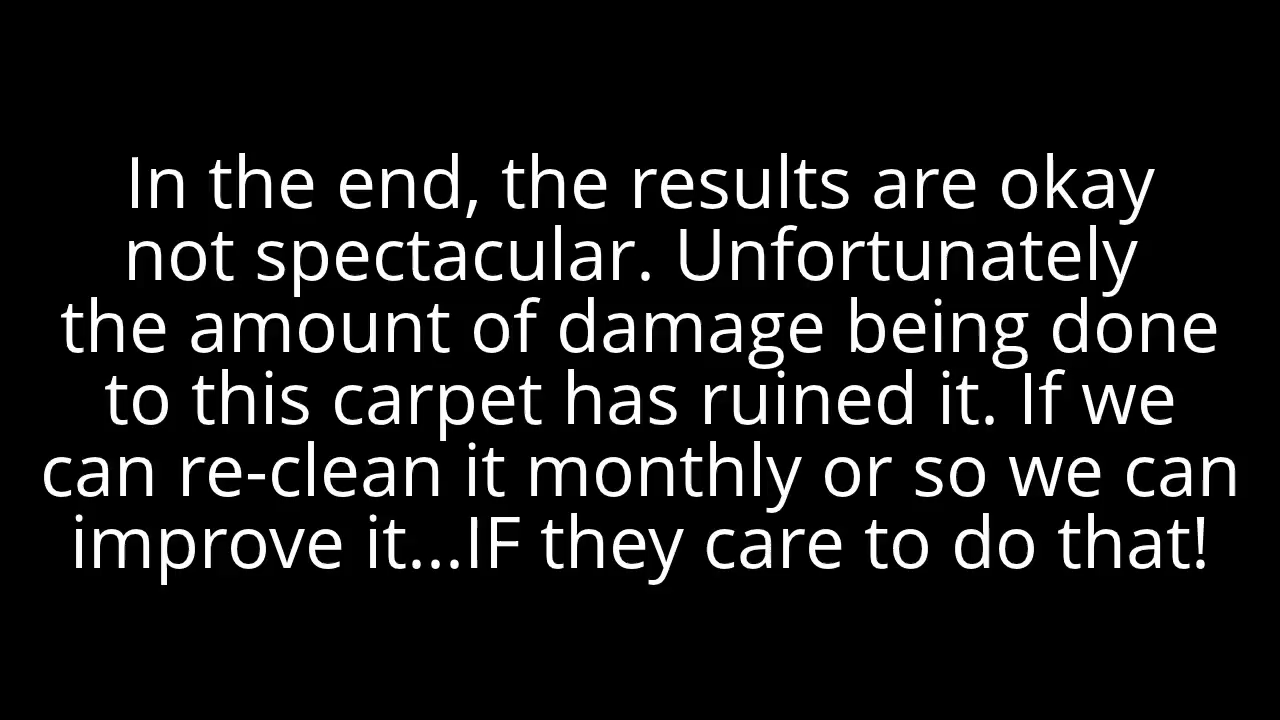 In the end, the results are okay
not spectacular. Unfortunately
the amount of damage being done
to this carpet has ruined it. If we
can re-clean it monthly or so we can
improve it...IF they care to do that!